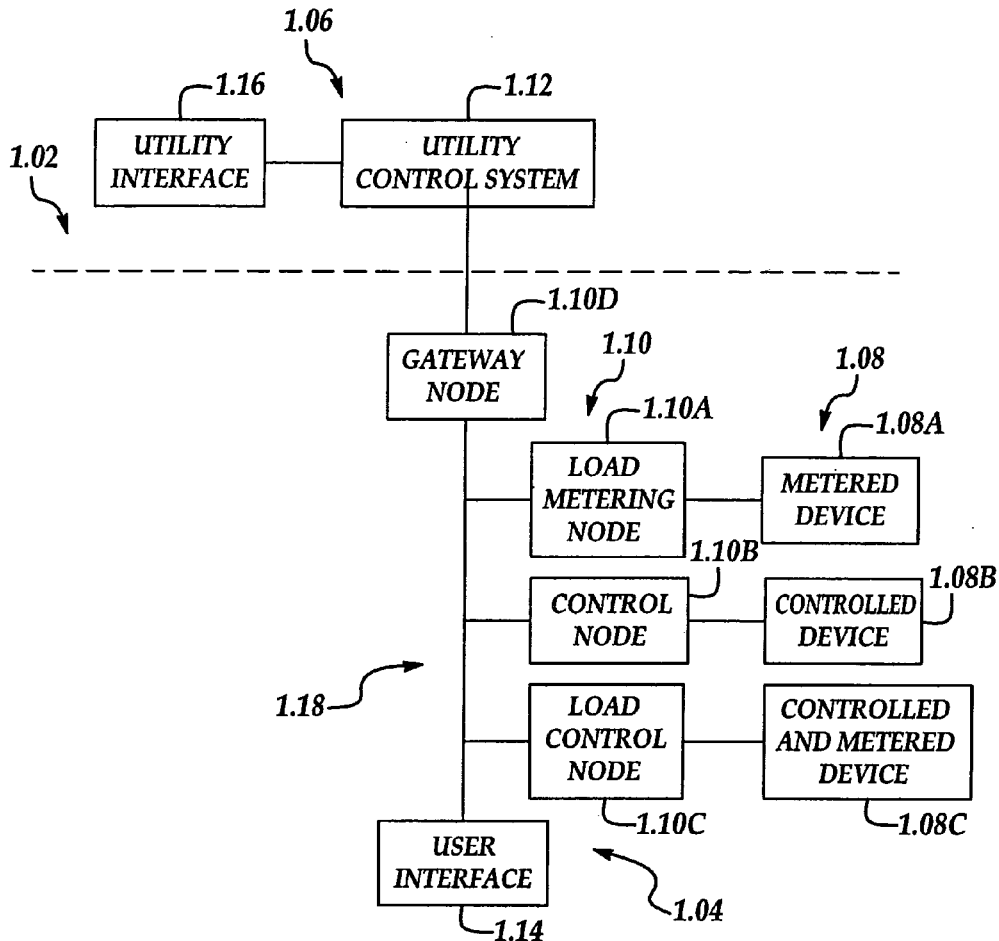 1.06
1.16
1.12
UTILITY
INTERFACE
UTILITY
CONTROL SYSTEM
1.02
1.10D
GATEWAY
NODE
1.10
1.08
1.10A
1.08A
LOAD
METERING
NODE
METERED
DEVICE
1.10B
1.08B
CONTROL
NODE
CONTROLLED
DEVICE
1.18
LOAD
CONTROL
NODE
CONTROLLED
AND METERED
DEVICE
1.10C
1.08C
USER
INTERFACE
1.04
1.14